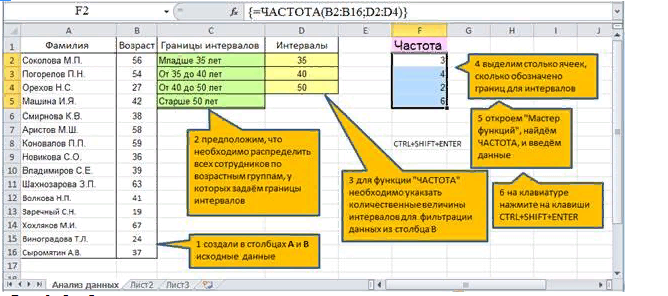 F2
fx {=ЧАСТОТА(B2:B16;D2:D4)}
A B C D E F G H I J
1 Фамилия Возраст Границы интервалов Интервалы Частота
2 Соколова М.П. 56 Младше 35 лет 35 3
3 Погорелов П.Н. 54 От 35 до 40 лет 40 4
4 Орехов Н.С. 27 От 40 до 50 лет 50 2
5 Машина И.Я. 42 Старше 50 лет 6
6 Смирнова К.В. 38
7 Аристов М.Ш. 58
8 Коновалов П.П. 59 CTRL+SHIFT+ENTER
9 Новикова С.О. 36
10 Владимиров С.Е. 39
11 Шахнозарова З.П. 63
12 Волкова Н.П. 41
13 Заречный С.Н. 19
14 Хохляков М.И. 67
15 Виноградова Т.Л. 24
16 Сыромятин А.В. 37
17
18
4 выделим столько ячеек,
сколько обозначено
границ для интервалов
5 откроем "Мастер
функций", найдём
ЧАСТОТА, и введём
данные
2 предположим, что
необходимо распределить
всех сотрудников по
возрастным группам, у
которых задаём границы
интервалов
3 для функции "ЧАСТОТА"
необходимо указать
количественные величины
интервалов для фильтрации
данных из столбца В
6 на клавиатуре
нажмите на клавиши
CTRL+SHIFT+ENTER
1 создали в столбцах А и В
исходные данные
Анализ данных Лист2 Лист3